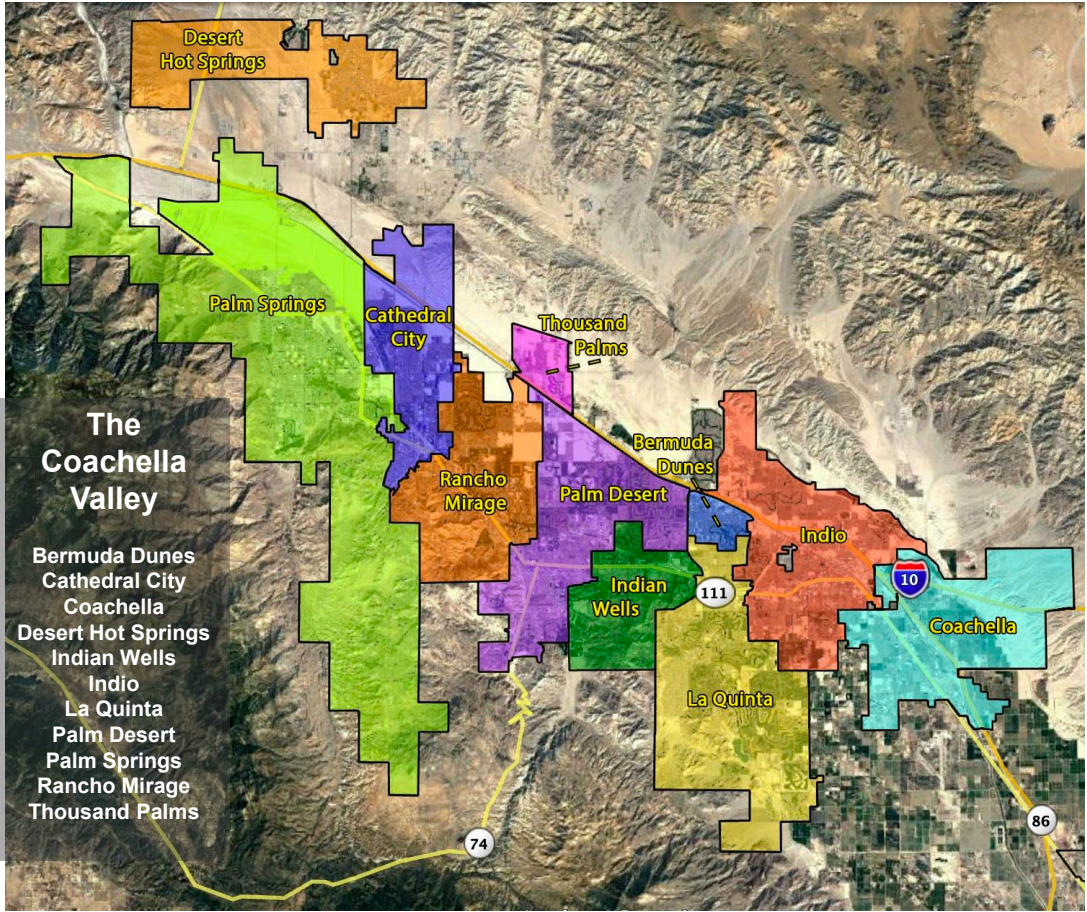 Desert
Hot Springs
Palm Springs
Cathedral
City
Thousand
Palms
Bermuda
Dunes
Rancho
Mirage
Palm Desert
Indio
Indian
Wells
111
10
Coachella
La Quinta
86
74
The
Coachella
Valley
Bermuda Dunes
Cathedral City
Coachella
Desert Hot Springs
Indian Wells
Indio
La Quinta
Palm Desert
Palm Springs
Rancho Mirage
Thousand Palms